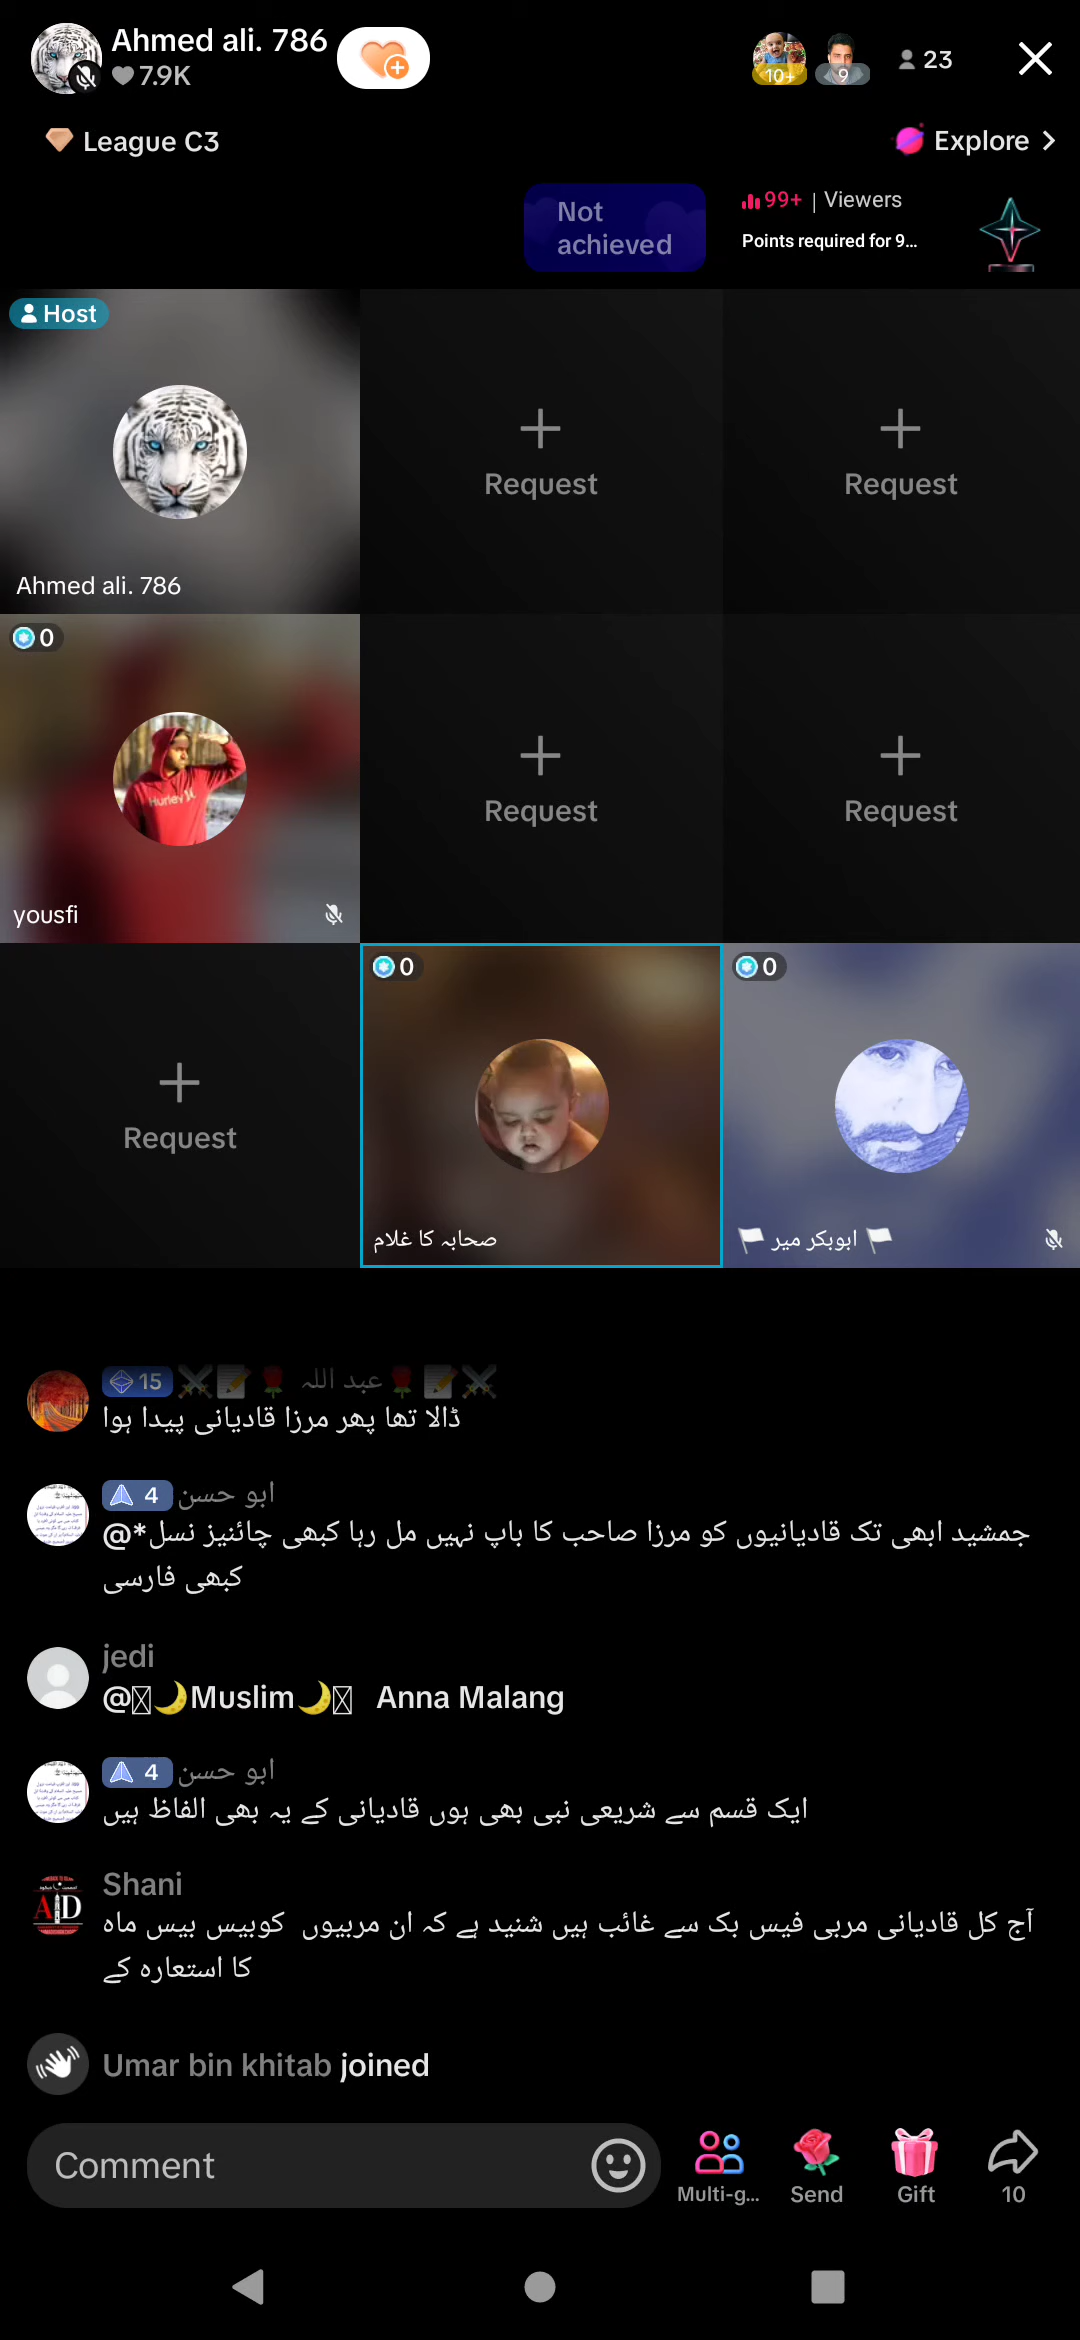 Ahmed ali. 786
7.9K
10+
9
23
League C3
Explore
Not
achieved
99+ | Viewers
Points required for 9...
Host
Ahmed ali. 786
Request
Request
0
Hurley
yousfi
Request
Request
Request
0
صحابہ کا غلام
0
ابوبکر میر
15 عبد اللہ
ڈالا تھا پھر مرزا قادیانی پیدا ہوا
4 ابو حسن
@*جمشید ابھی تک قادیانیوں کو مرزا صاحب کا باپ نہیں مل رہا کبھی چائنیز نسل
کبھی فارسی
jedi
@🌙Muslim🌙 Anna Malang
4 ابو حسن
ایک قسم سے شریعی نبی بھی ہوں قادیانی کے یہ بھی الفاظ ہیں
Shani
AID
آج کل قادیانی مربی فیس بک سے غائب ہیں شنید ہے کہ ان مربیوں کوبیس بیس ماہ
کا استعارہ کے
Umar bin khitab joined
Comment
Multi-g...
Send
Gift
10